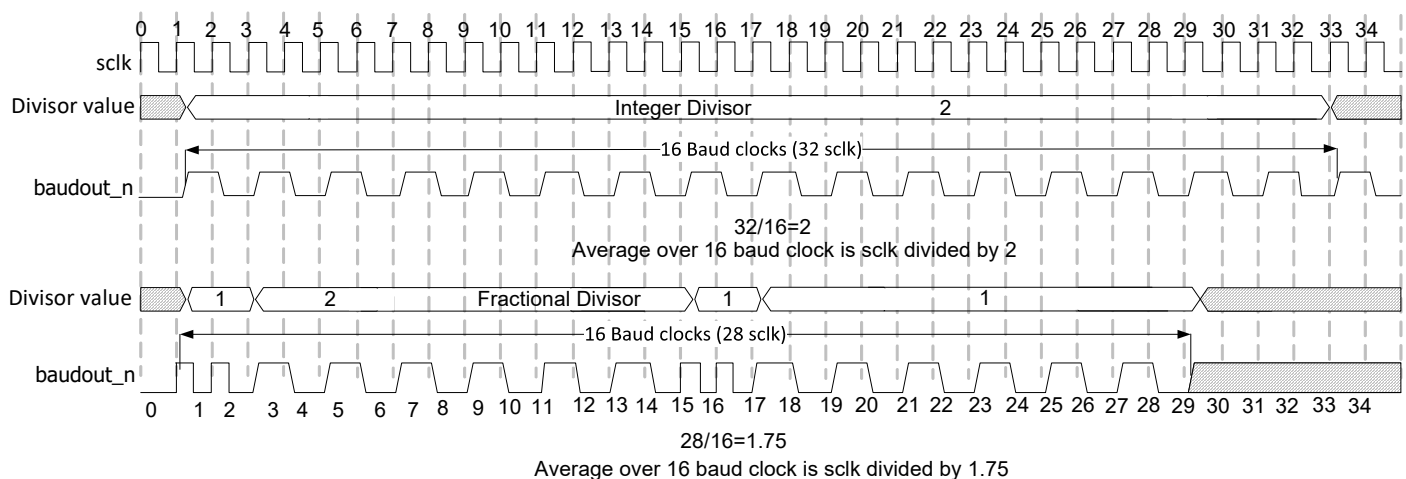 0 1 2 3 4 5 6 7 8 9 10 11 12 13 14 15 16 17 18 19 20 21 22 23 24 25 26 27 28 29 30 31 32 33 34
sclk
Divisor value Integer Divisor 2
16 Baud clocks (32 sclk)
baudout_n
32/16=2
Average over 16 baud clock is sclk divided by 2
Divisor value 1 2 Fractional Divisor 1 1
16 Baud clocks (28 sclk)
baudout_n
0 1 2 3 4 5 6 7 8 9 10 11 12 13 14 15 16 17 18 19 20 21 22 23 24 25 26 27 28 29 30 31 32 33 34
28/16=1.75
Average over 16 baud clock is sclk divided by 1.75